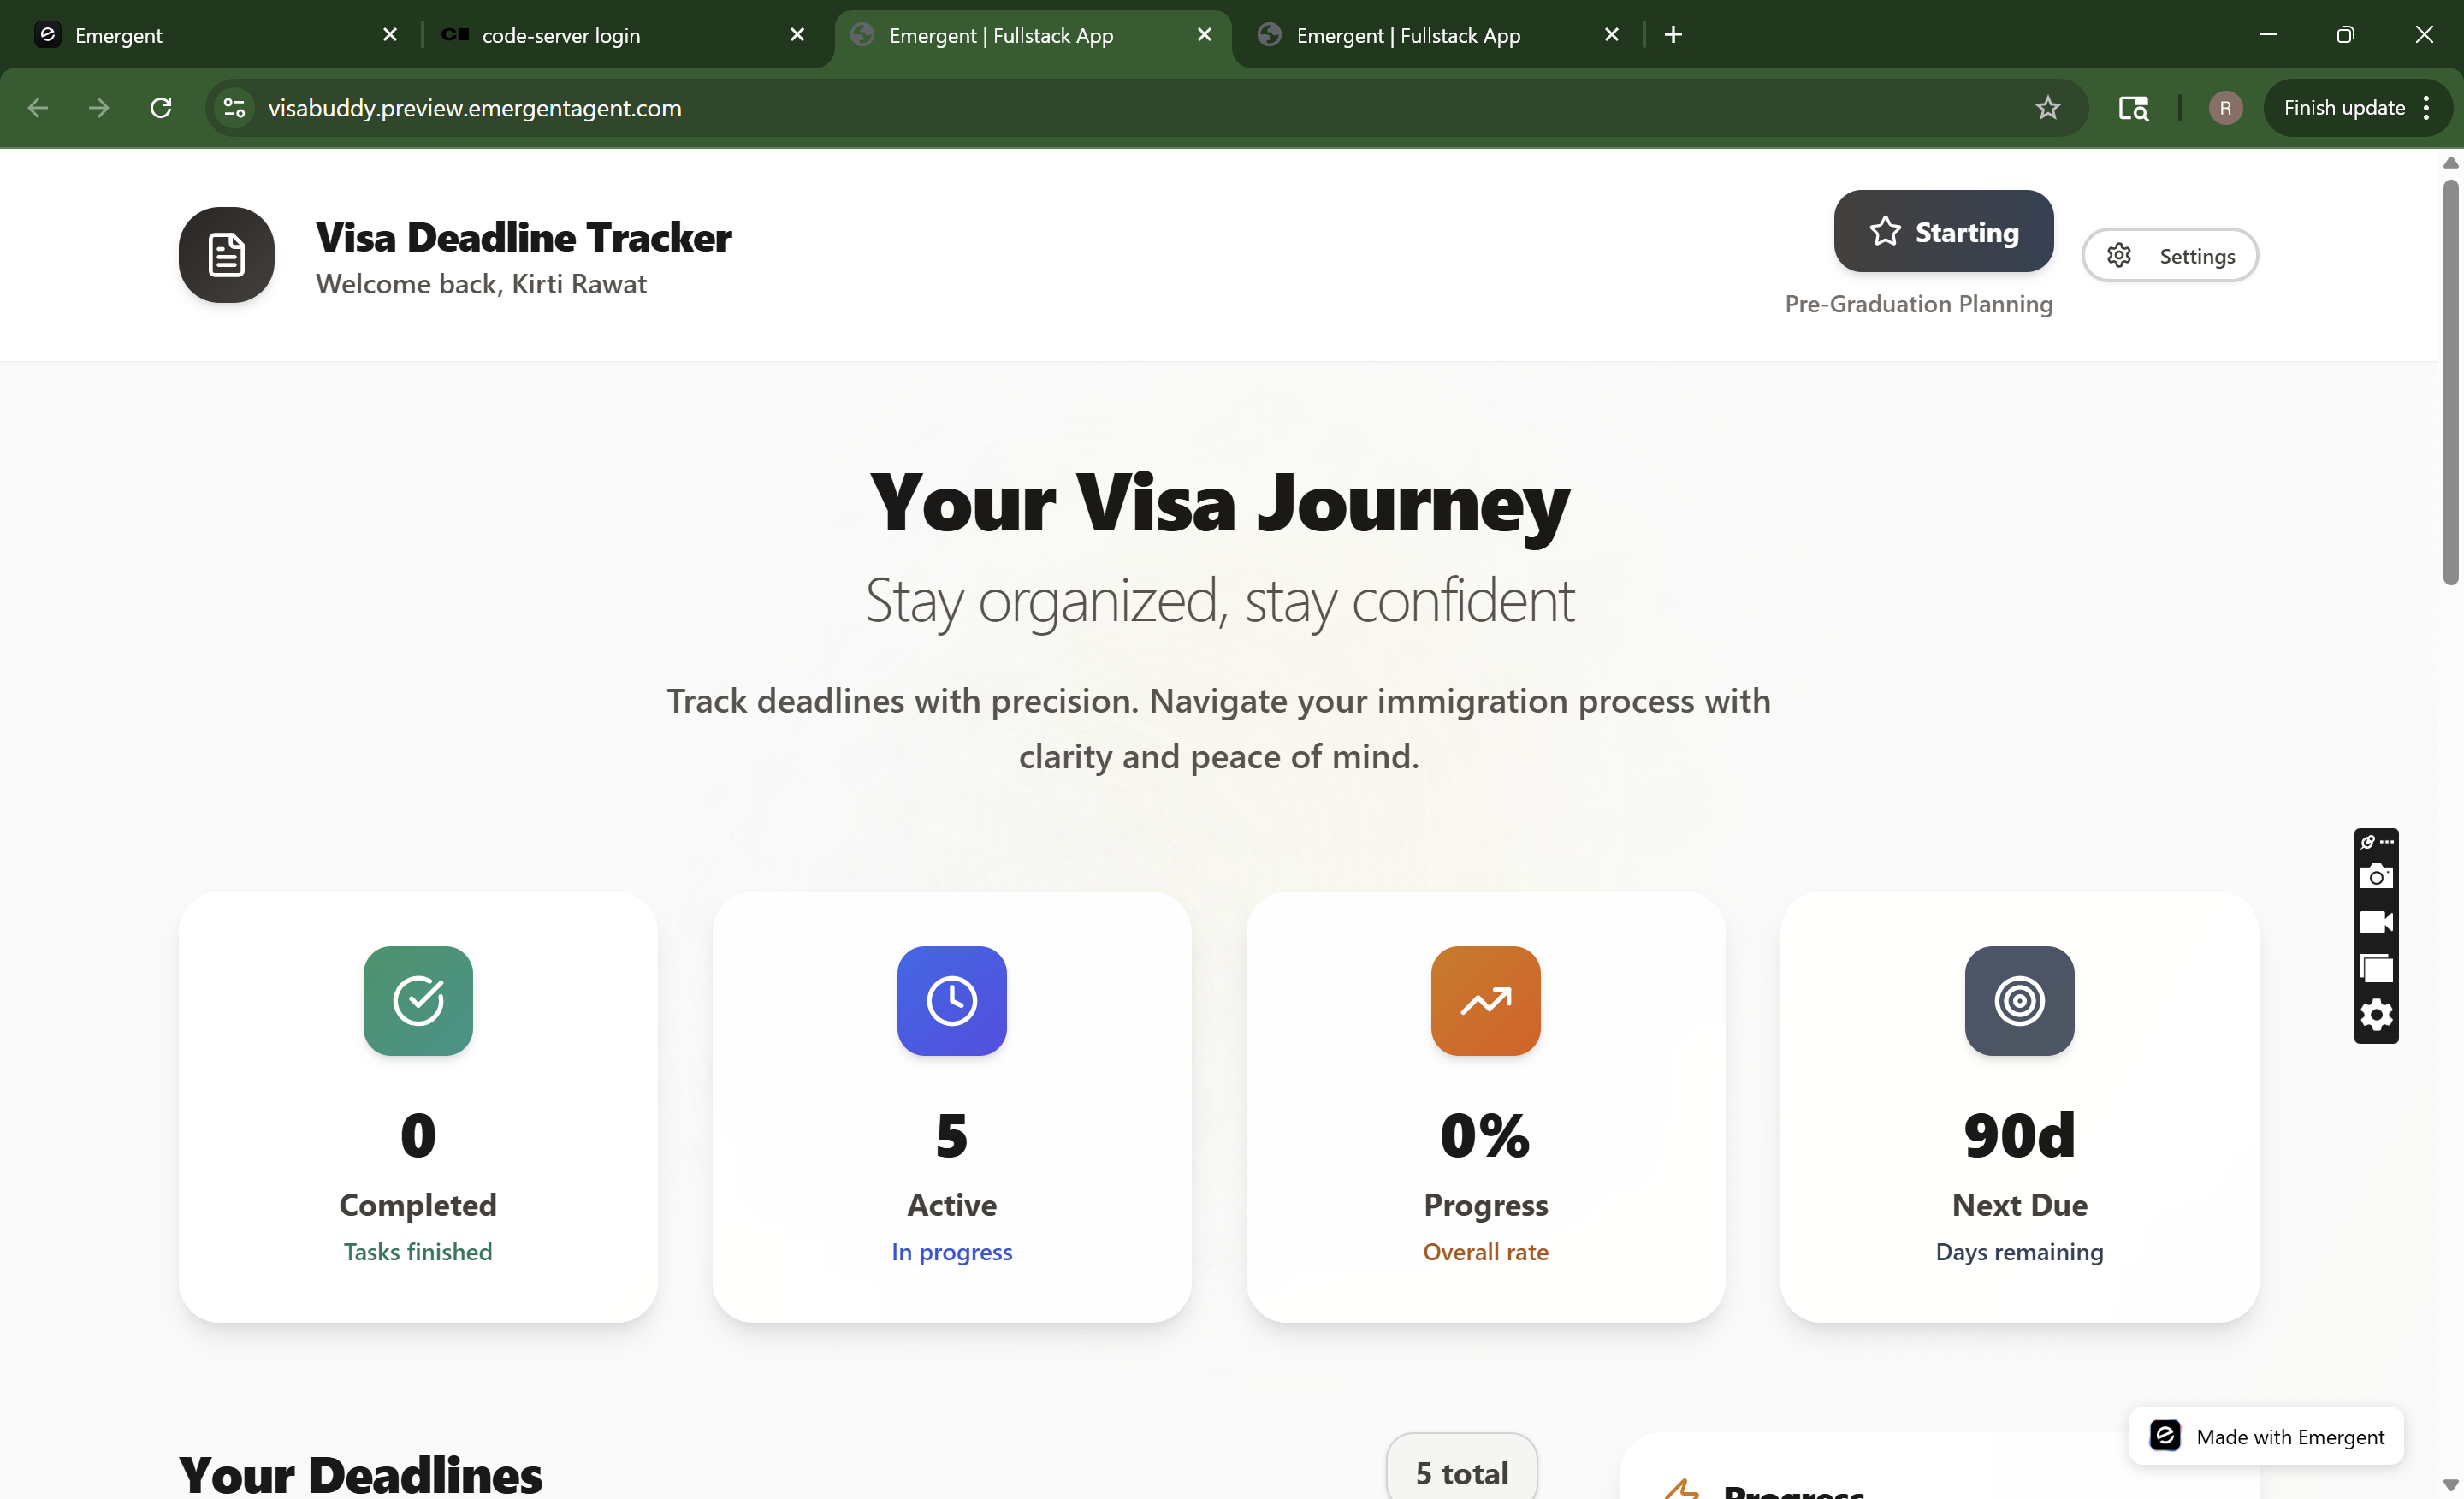 Emergent
code-server login
Emergent | Fullstack App
Emergent | Fullstack App
visabuddy.preview.emergentagent.com
R
Finish update
Visa Deadline Tracker
Welcome back, Kirti Rawat
Starting
Pre-Graduation Planning
Settings
Your Visa Journey
Stay organized, stay confident
Track deadlines with precision. Navigate your immigration process with
clarity and peace of mind.
0
Completed
Tasks finished
5
Active
In progress
0%
Progress
Overall rate
90d
Next Due
Days remaining
Your Deadlines
5 total
Progress
Made with Emergent